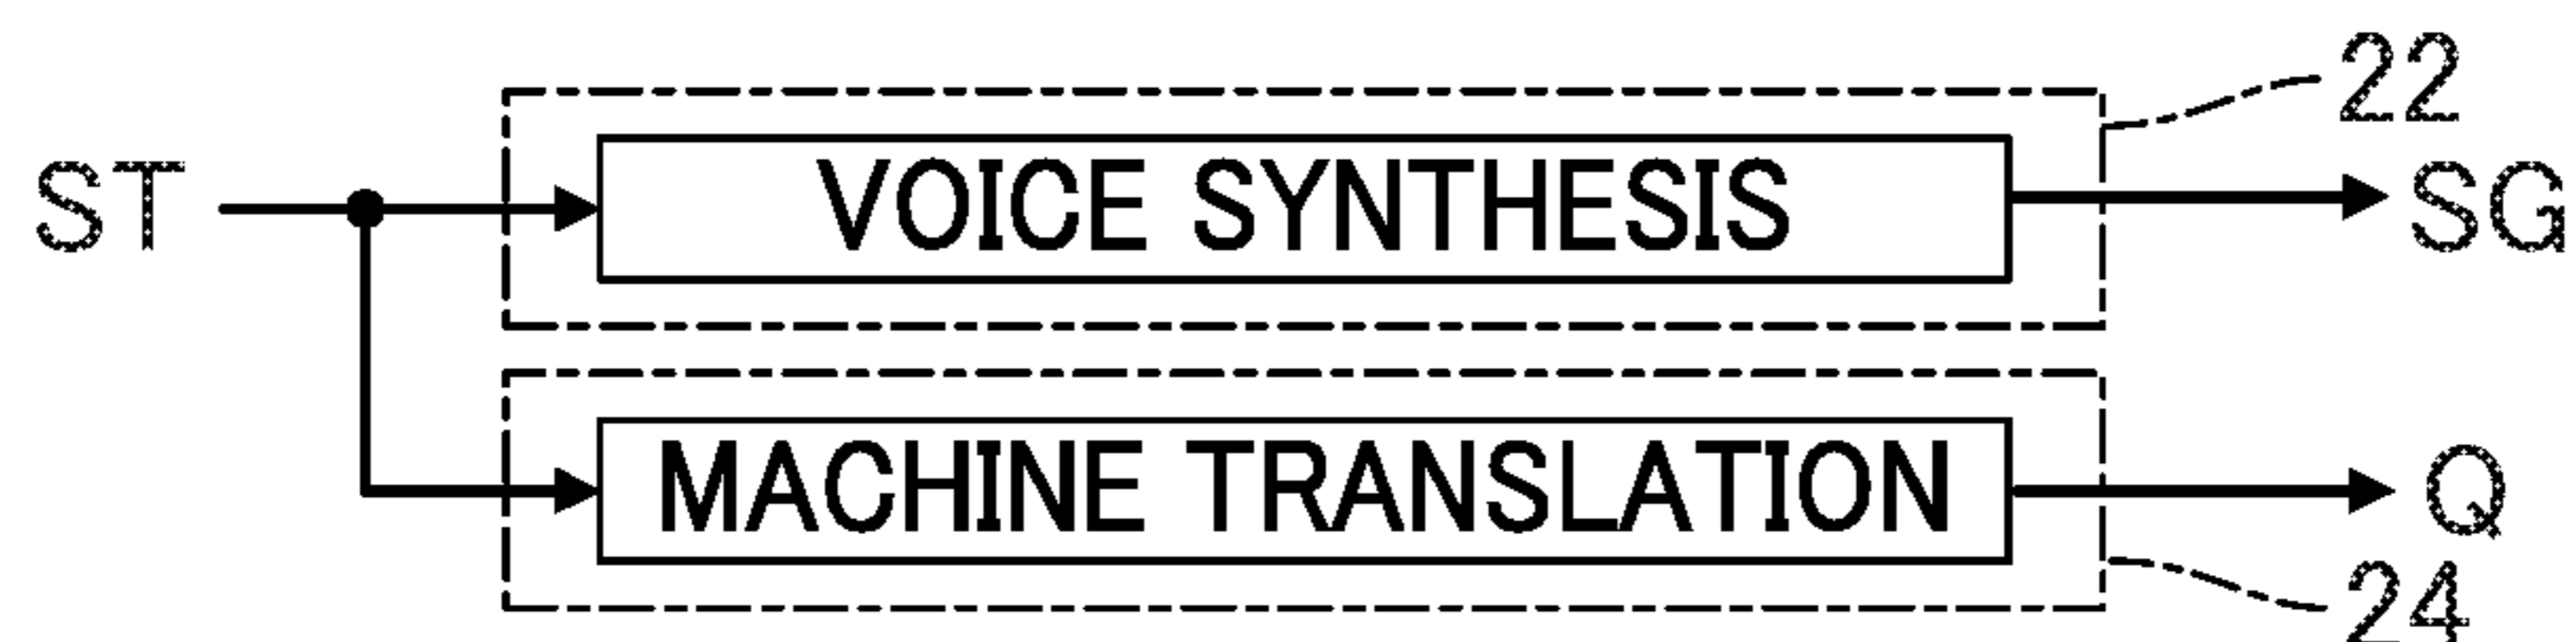 22
ST
VOICE SYNTHESIS
SG
MACHINE TRANSLATION
Q
24